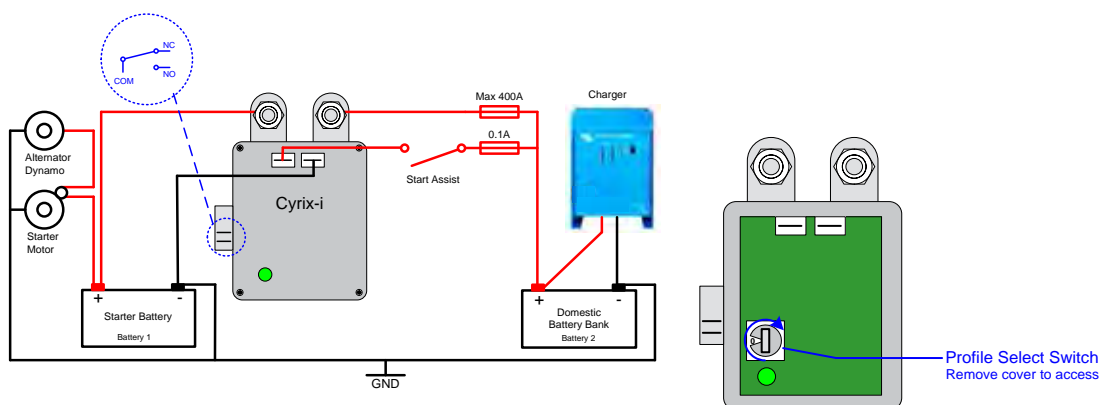 NC
COM
NO
Max 400A
Charger
0.1A
Alternator
Dynamo
Start Assist
Cyrix-i
Starter
Motor
+
-
Starter Battery
Battery 1
+
-
Domestic
Battery Bank
Battery 2
GND
0
Profile Select Switch
Remove cover to access